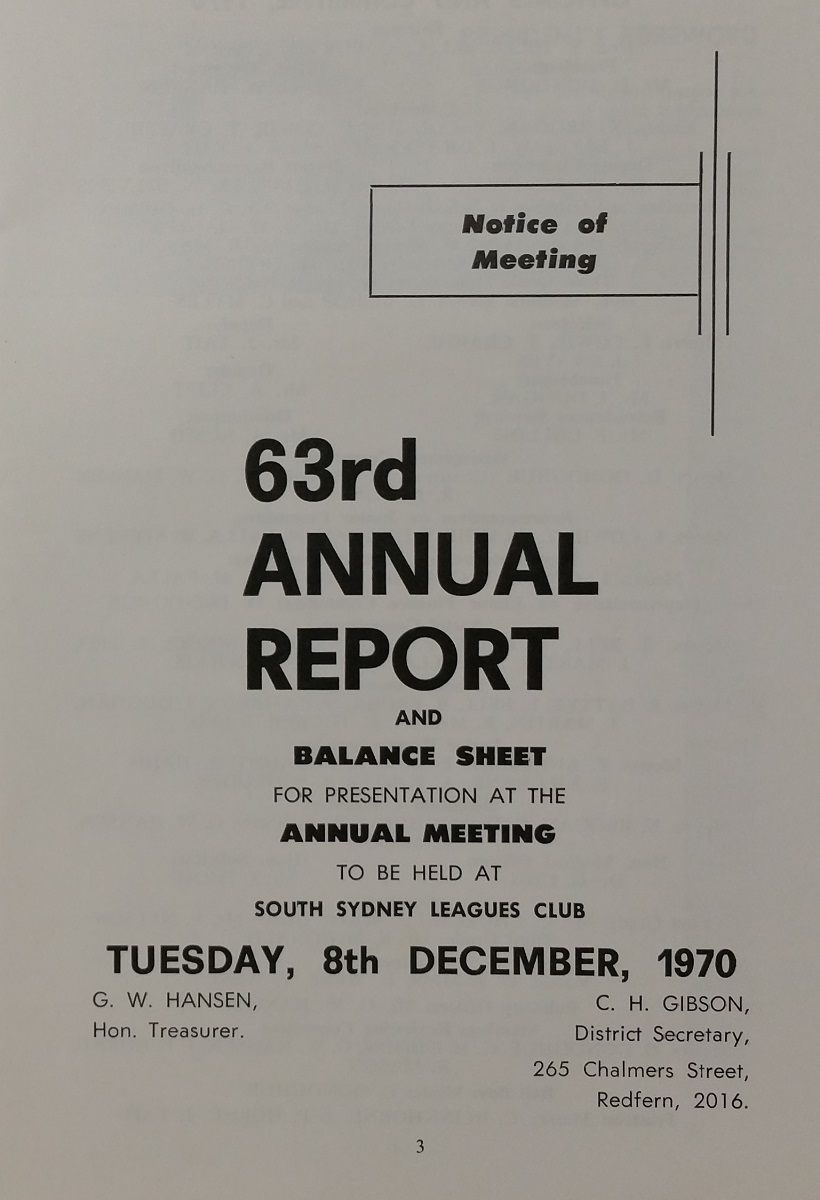 Notice of
Meeting
63rd
ANNUAL
REPORT
AND
BALANCE SHEET
FOR PRESENTATION AT THE
ANNUAL MEETING
TO BE HELD AT
SOUTH SYDNEY LEAGUES CLUB
TUESDAY, 8th DECEMBER, 1970
G. W. HANSEN,
Hon. Treasurer.
C. H. GIBSON,
District Secretary,
265 Chalmers Street,
Redfern, 2016.
3